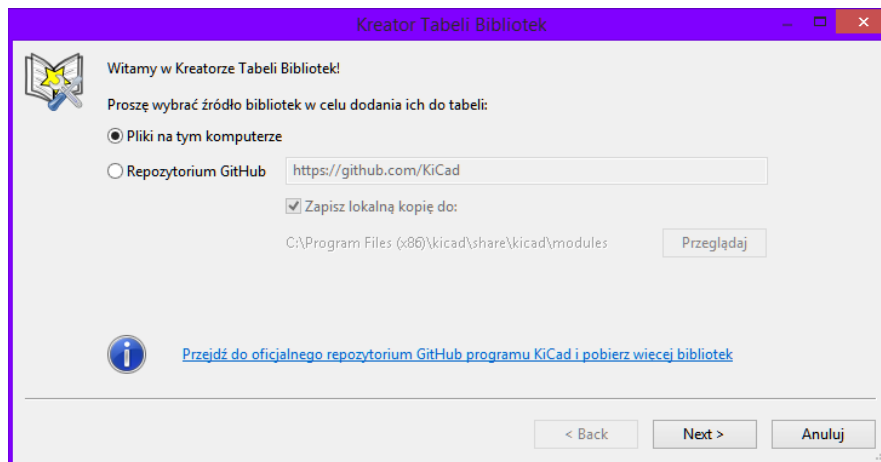 Kreator Tabeli Bibliotek
Witamy w Kreatorze Tabeli Bibliotek!
Proszę wybrać źródło bibliotek w celu dodania ich do tabeli:
Pliki na tym komputerze
Repozytorium GitHub https://github.com/KiCad
Zapisz lokalną kopię do:
C:\Program Files (x86)\kicad\share\kicad\modules Przeglądaj
Przejdź do oficjalnego repozytorium GitHub programu KiCad i pobierz wiecej bibliotek
< Back Next > Anuluj